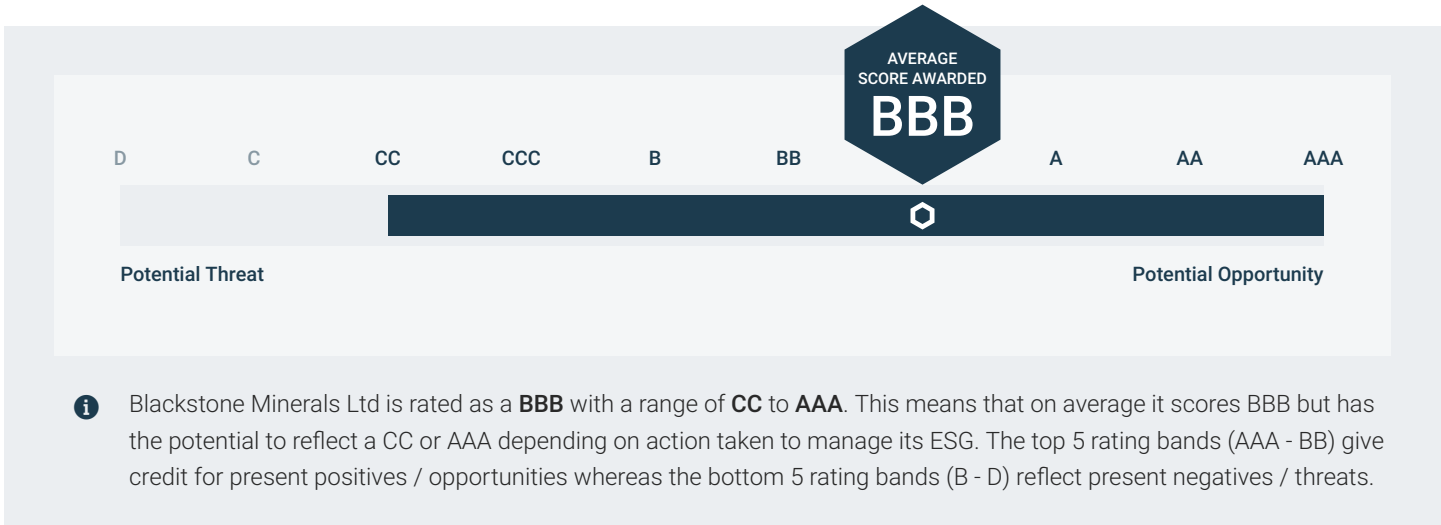 AVERAGE
SCORE AWARDED
BBB
D C CC CCC B BB A AA AAA
Potential Threat Potential Opportunity
Blackstone Minerals Ltd is rated as a BBB with a range of CC to AAA. This means that on average it scores BBB but has
the potential to reflect a CC or AAA depending on action taken to manage its ESG. The top 5 rating bands (AAA - BB) give
credit for present positives / opportunities whereas the bottom 5 rating bands (B - D) reflect present negatives / threats.